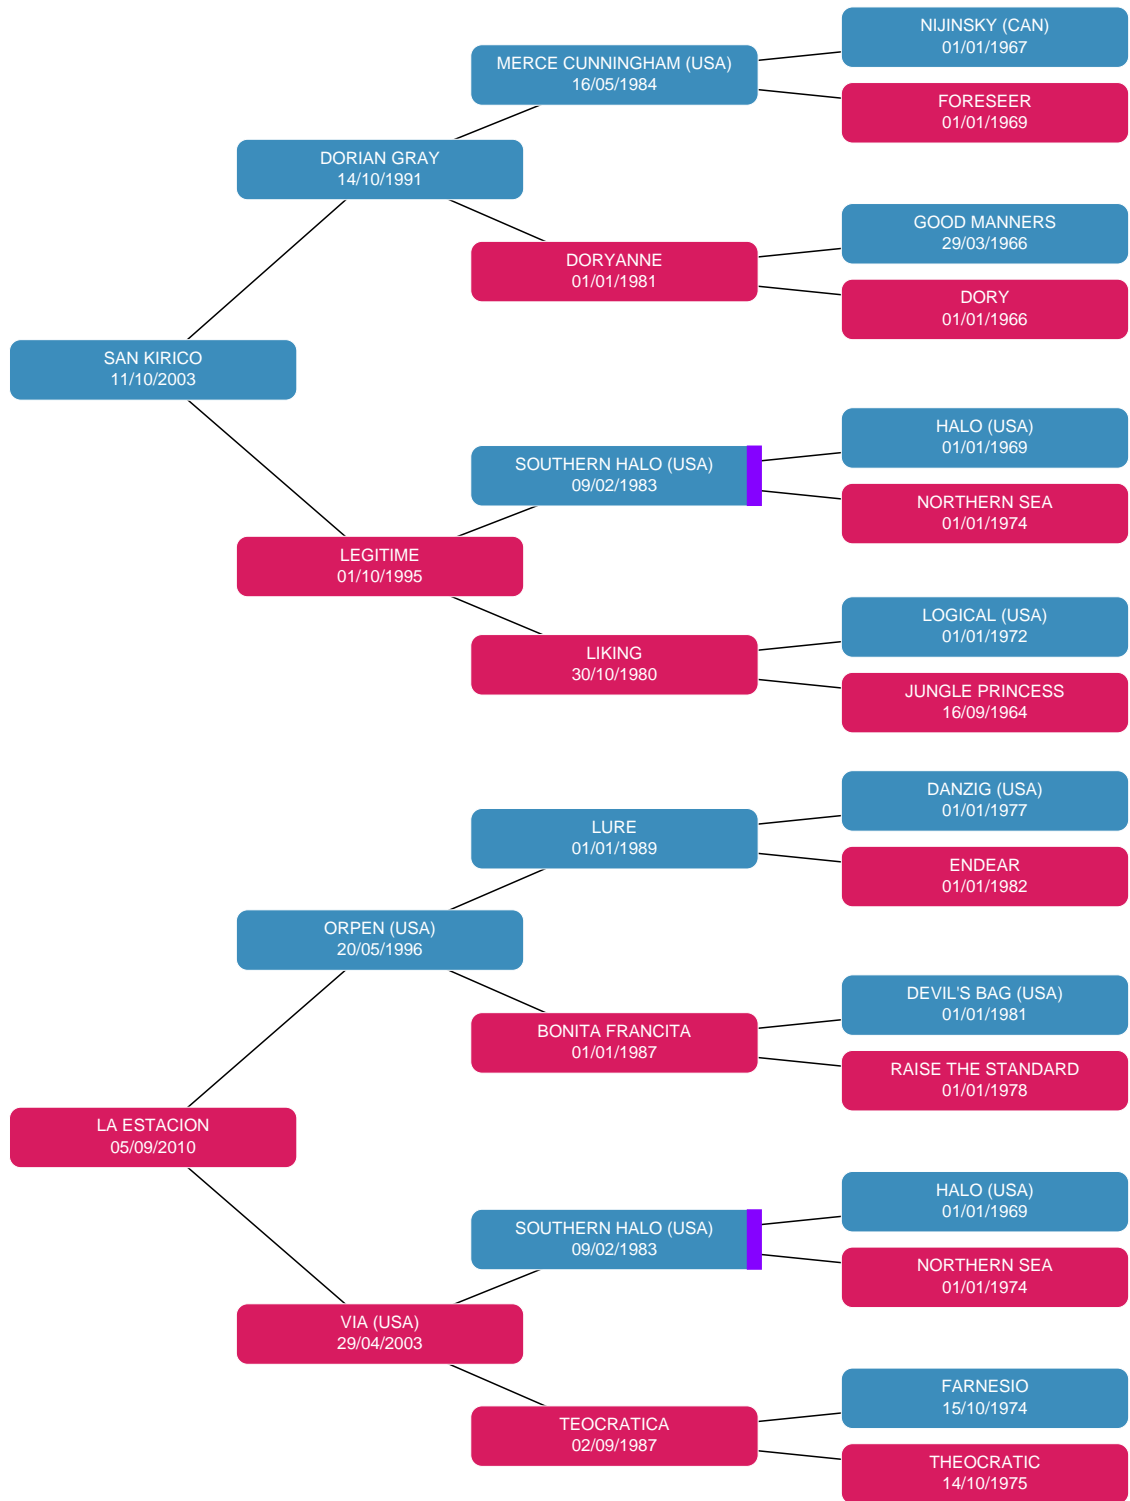 NIJINSKY (CAN)
01/01/1967
MERCE CUNNINGHAM (USA)
16/05/1984
FORESEER
01/01/1969
DORIAN GRAY
14/10/1991
GOOD MANNERS
29/03/1966
DORYANNE
01/01/1981
DORY
01/01/1966
SAN KIRICO
11/10/2003
HALO (USA)
01/01/1969
SOUTHERN HALO (USA)
09/02/1983
NORTHERN SEA
01/01/1974
LEGITIME
01/10/1995
LOGICAL (USA)
01/01/1972
LIKING
30/10/1980
JUNGLE PRINCESS
16/09/1964
DANZIG (USA)
01/01/1977
LURE
01/01/1989
ENDEAR
01/01/1982
ORPEN (USA)
20/05/1996
DEVIL'S BAG (USA)
01/01/1981
BONITA FRANCITA
01/01/1987
RAISE THE STANDARD
01/01/1978
LA ESTACION
05/09/2010
HALO (USA)
01/01/1969
SOUTHERN HALO (USA)
09/02/1983
NORTHERN SEA
01/01/1974
VIA (USA)
29/04/2003
FARNESIO
15/10/1974
TEOCRATICA
02/09/1987
THEOCRATIC
14/10/1975